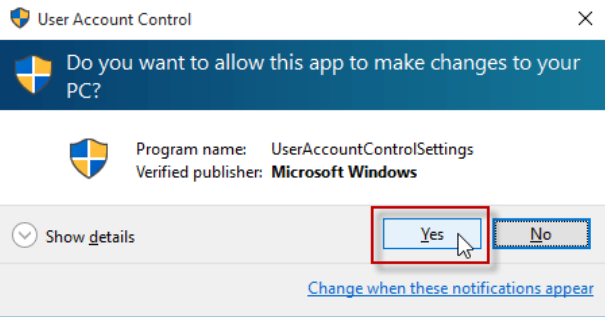 User Account Control
Do you want to allow this app to make changes to your
PC?
Program name: UserAccountControlSettings
Verified publisher: Microsoft Windows
Show details
Yes
No
Change when these notifications appear